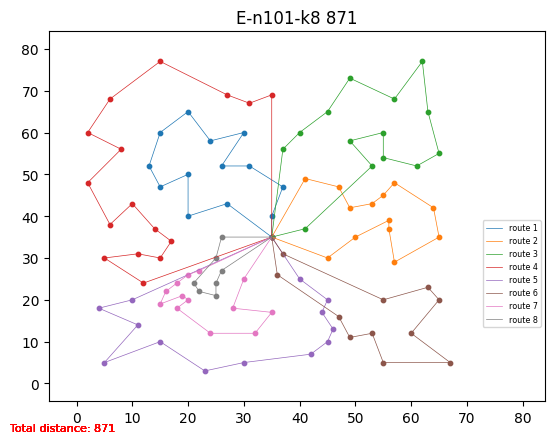 E-n101-k8 871
80
70
60
50
40
30
20
10
0
0 10 20 30 40 50 60 70 80
route 1
route 2
route 3
route 4
route 5
route 6
route 7
route 8
Total distance: 871